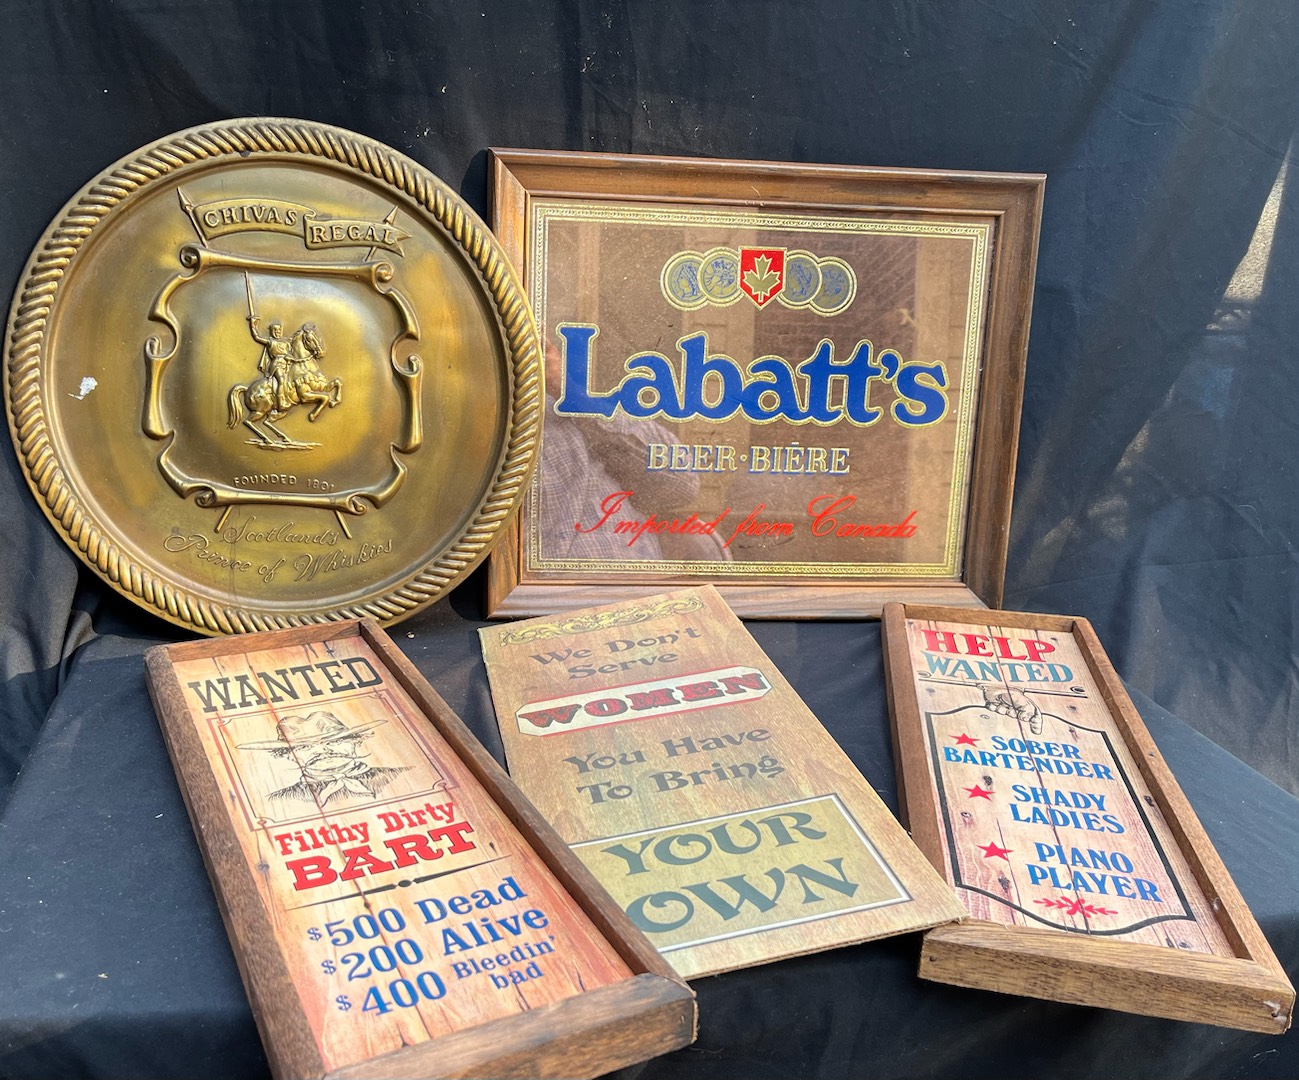 CHIVAS
REGAL
FOUNDED 1801
Scotland's
Prince of Whiskies
Labatt's
BEER·BIÈRE
Imported from Canada
WANTED
Filthy Dirty
BART
$500 Dead
$200 Alive
$400 Bleedin'
bad
We Don't
Serve
WOMEN
You Have
To Bring
YOUR
OWN
HELP
WANTED
SOBER
BARTENDER
SHADY
LADIES
PIANO
PLAYER